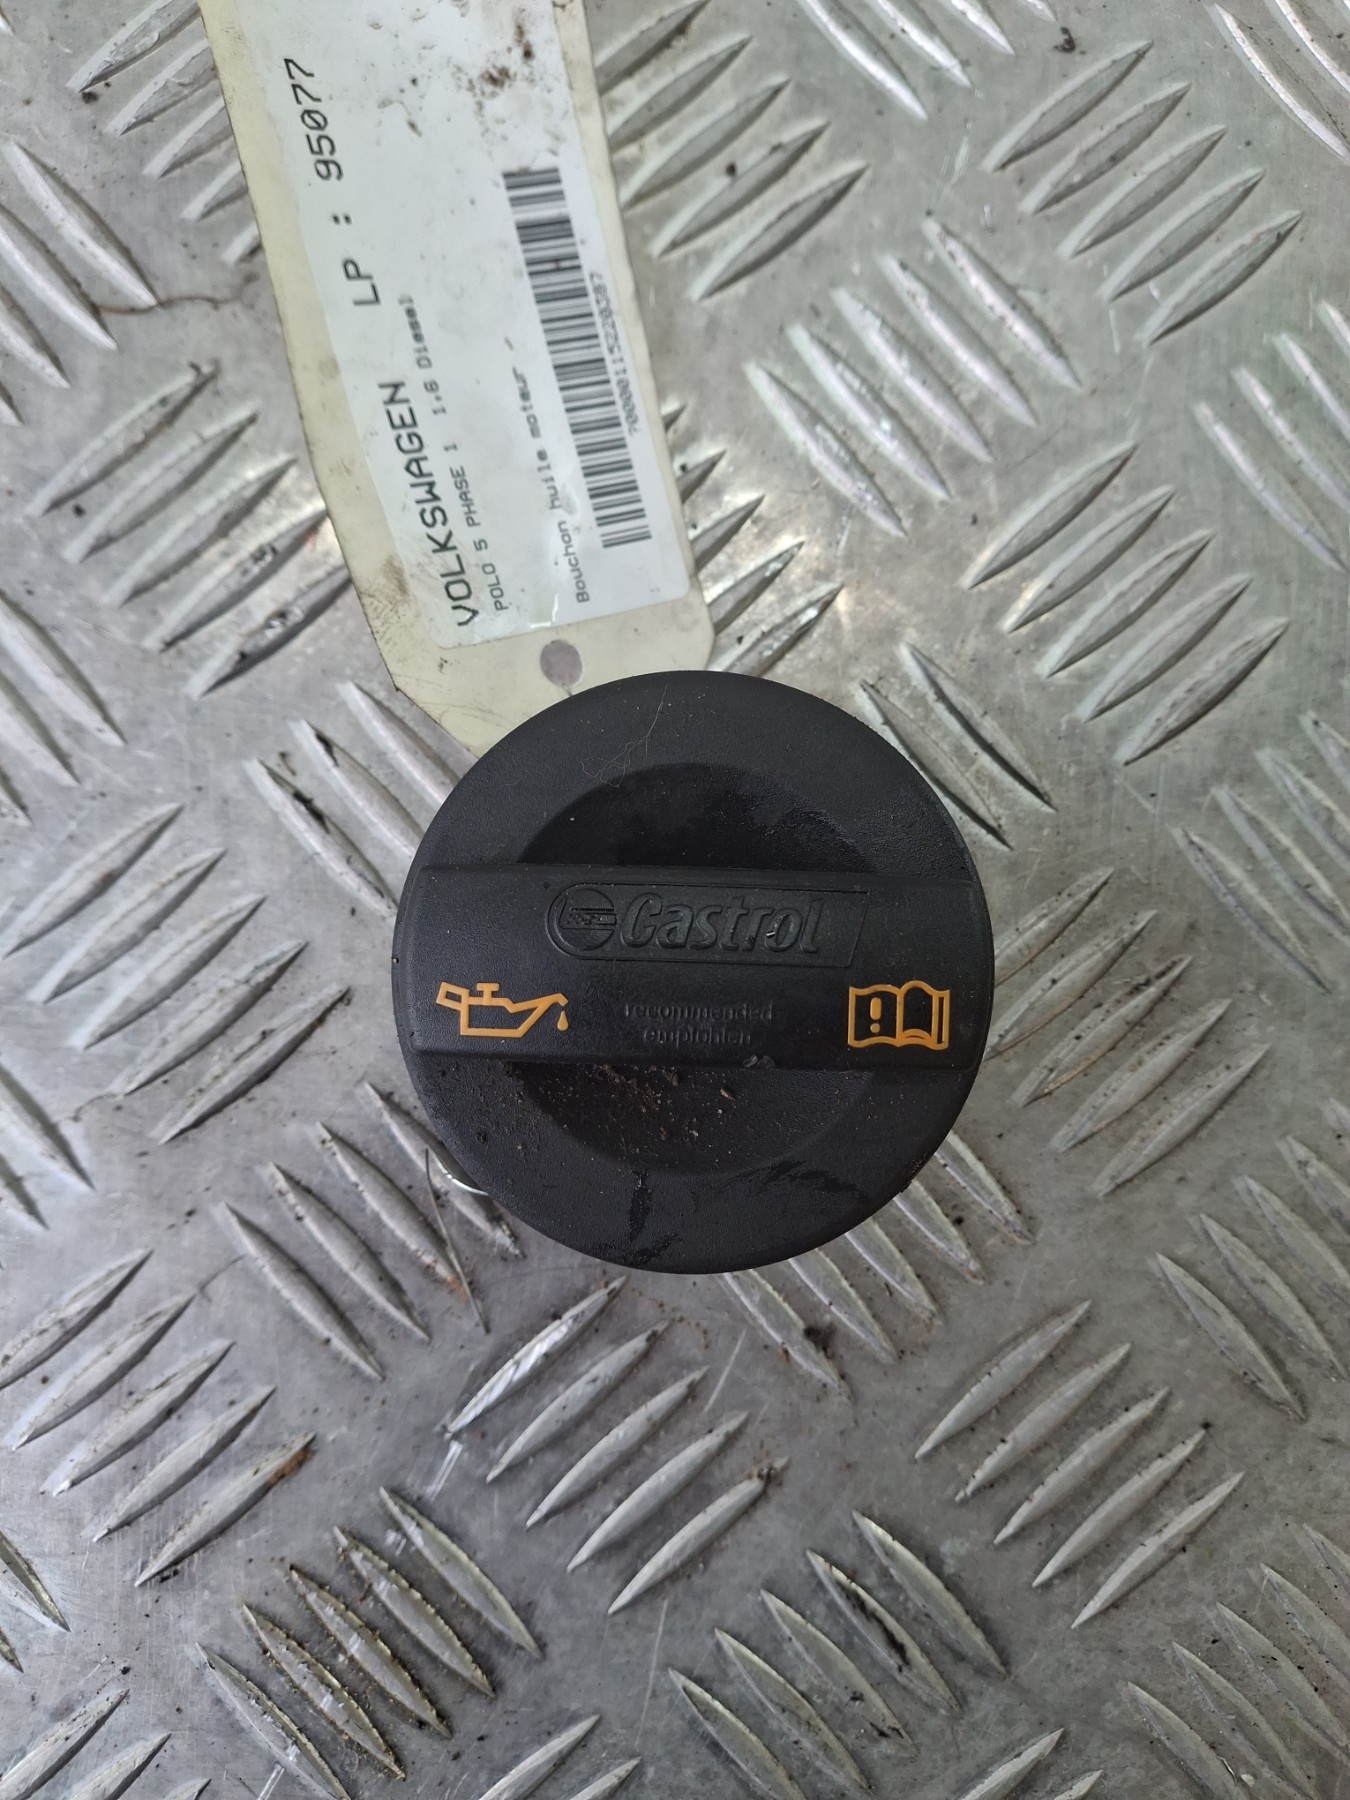 VOLKSWAGEN LP : 95077
POLO 5 PHASE 1 1.6 Diesel
Bouchon huile moteur
Castrol
recommended
empfohlen